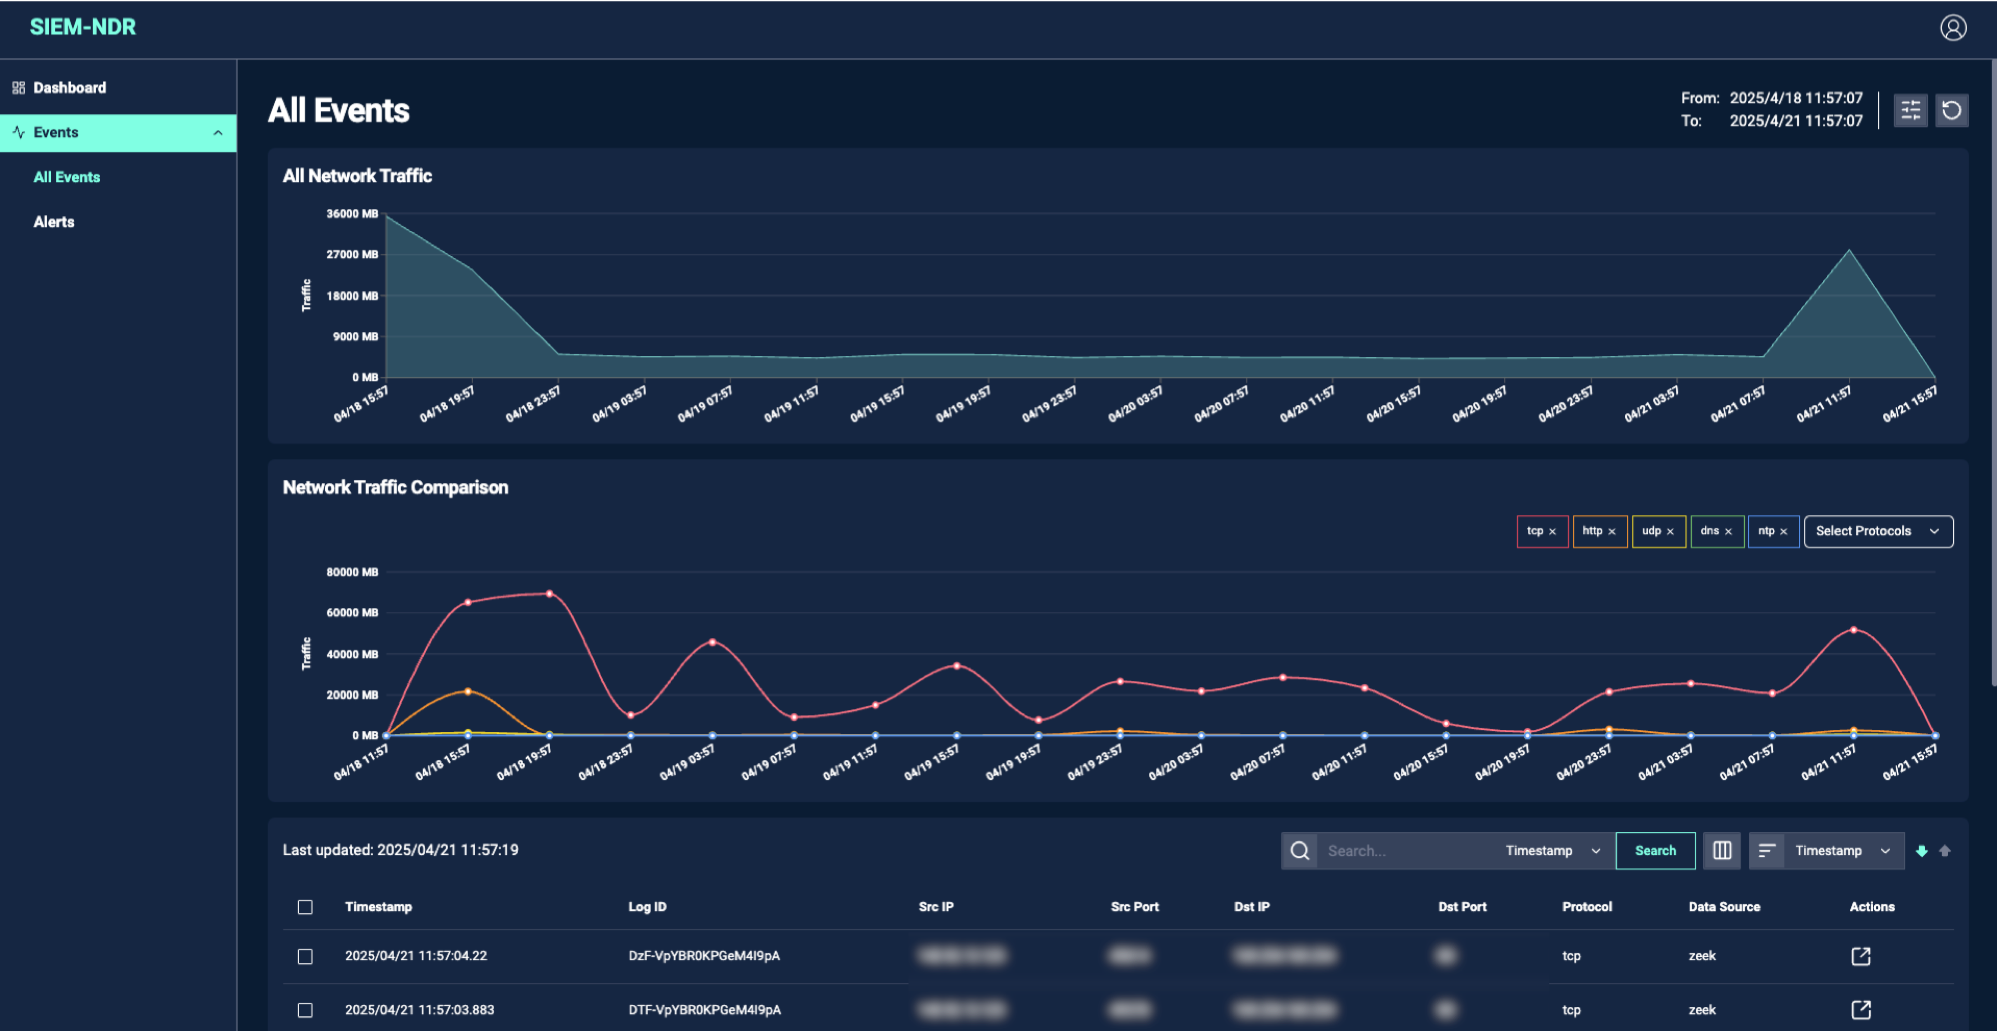 SIEM-NDR
Dashboard
Events
All Events
Alerts
All Events
From: 2025/4/18 11:57:07
To: 2025/4/21 11:57:07
All Network Traffic
36000 MB
27000 MB
18000 MB
9000 MB
0 MB
Traffic
04/18 15:57 04/18 19:57 04/18 23:57 04/19 03:57 04/19 07:57 04/19 11:57 04/19 15:57 04/19 19:57 04/19 23:57 04/20 03:57 04/20 07:57 04/20 11:57 04/20 15:57 04/20 19:57 04/20 23:57 04/21 03:57 04/21 07:57 04/21 11:57 04/21 15:57
Network Traffic Comparison
tcp × http × udp × dns × ntp × Select Protocols
80000 MB
60000 MB
40000 MB
20000 MB
0 MB
Traffic
04/18 11:57 04/18 15:57 04/18 19:57 04/18 23:57 04/19 03:57 04/19 07:57 04/19 11:57 04/19 15:57 04/19 19:57 04/19 23:57 04/20 03:57 04/20 07:57 04/20 11:57 04/20 15:57 04/20 19:57 04/20 23:57 04/21 03:57 04/21 07:57 04/21 11:57 04/21 15:57
Last updated: 2025/04/21 11:57:19
Search... Timestamp Search Timestamp
Timestamp Log ID Src IP Src Port Dst IP Dst Port Protocol Data Source Actions
2025/04/21 11:57:04.22 DzF-VpYBR0KPGeM4I9pA tcp zeek
2025/04/21 11:57:03.883 DTF-VpYBR0KPGeM4I9pA tcp zeek